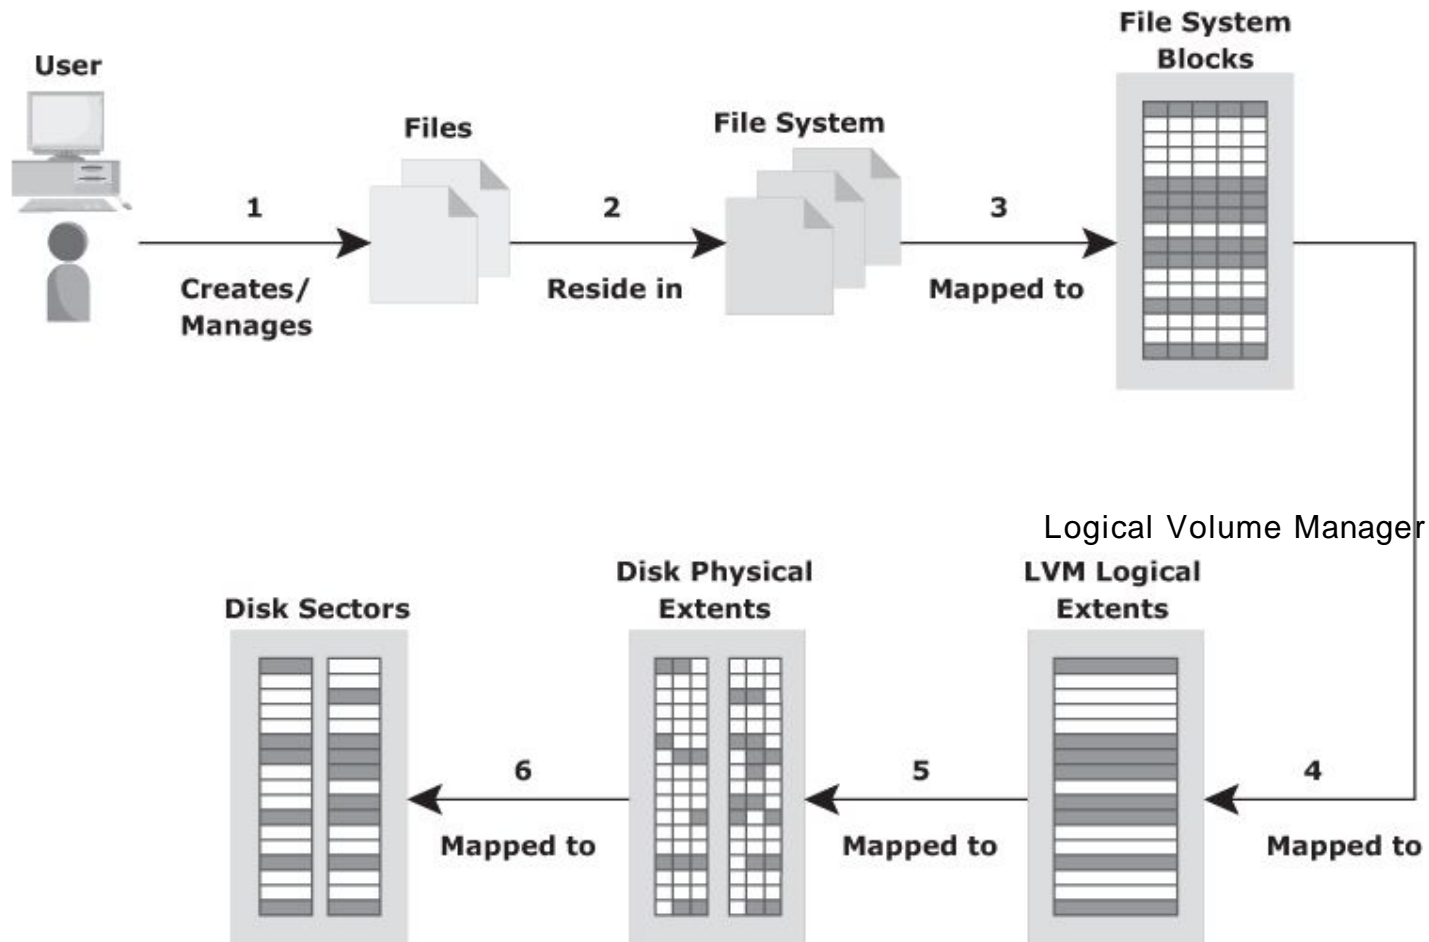 User
Files
File System
File System
Blocks
1
Creates/
Manages
2
Reside in
3
Mapped to
Logical Volume Manager
LVM Logical
Extents
4
Mapped to
Disk Physical
Extents
5
Mapped to
Disk Sectors
6
Mapped to